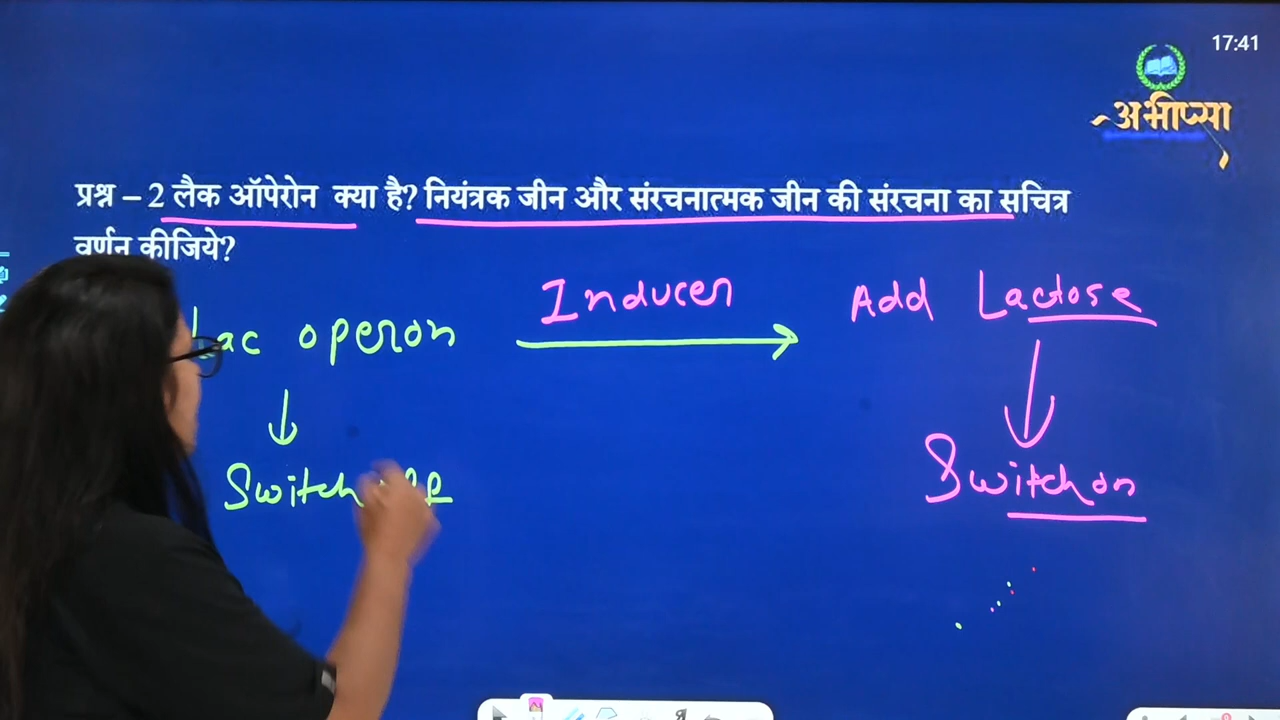 17:41
अभीप्सा
प्रश्न – 2 लैक ऑपेरोन क्या है? नियंत्रक जीन और संरचनात्मक जीन की संरचना का सचित्र
वर्णन कीजिये?
Lac operon
Inducer
Add Lactose
Switch
Switch on